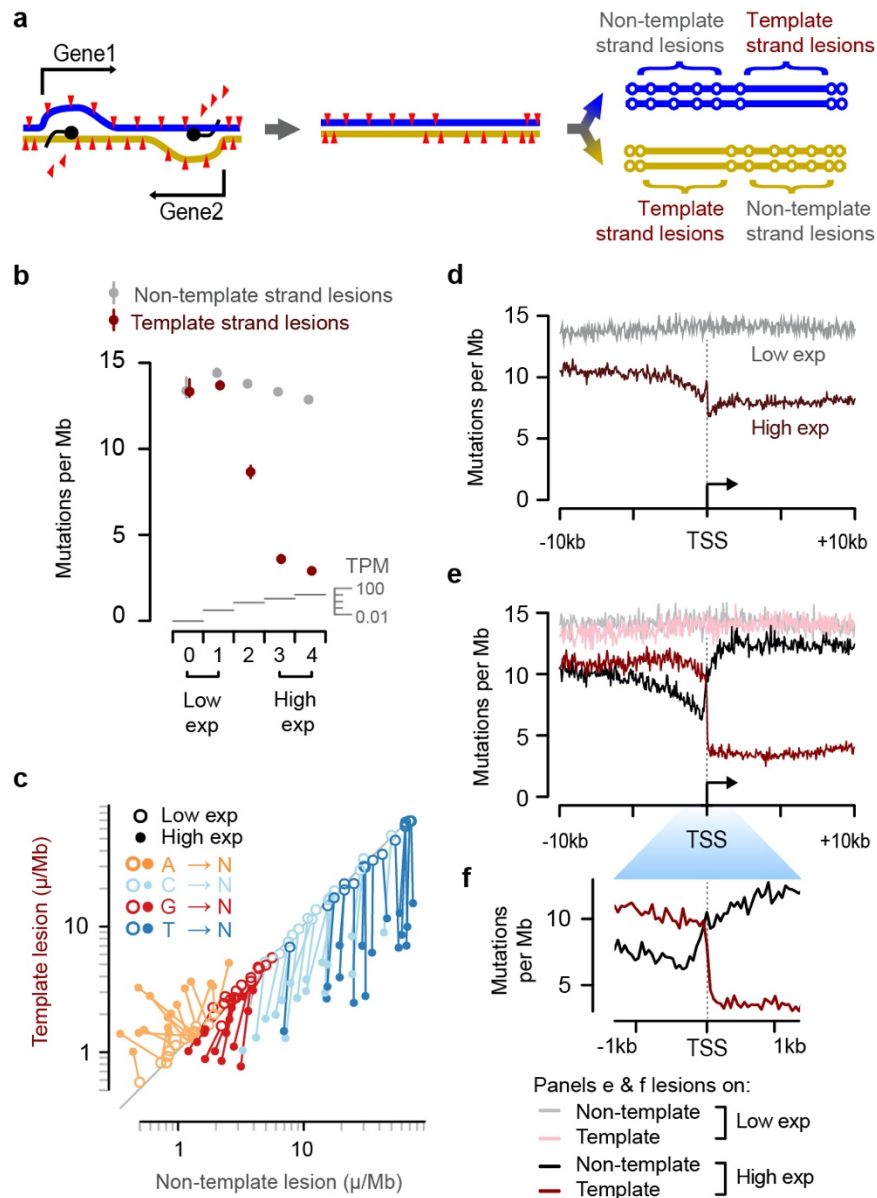 a
Gene1
Gene2
Non-template
strand lesions
Template
strand lesions
Template
strand lesions
Non-template
strand lesions
b
Non-template strand lesions
Template strand lesions
Mutations per Mb
15
10
5
0
TPM
100
0.01
0 1 2 3 4
Low
exp
High
exp
c
Low exp
High exp
A → N
C → N
G → N
T → N
Template lesion (µ/Mb)
10
1
1 10
Non-template lesion (µ/Mb)
d
Mutations per Mb
15
10
5
0
Low exp
High exp
-10kb TSS +10kb
e
Mutations per Mb
15
10
5
0
-10kb TSS +10kb
f
Mutations
per Mb
10
5
-1kb TSS 1kb
Panels e & f lesions on:
Non-template
Template
Low exp
Non-template
Template
High exp